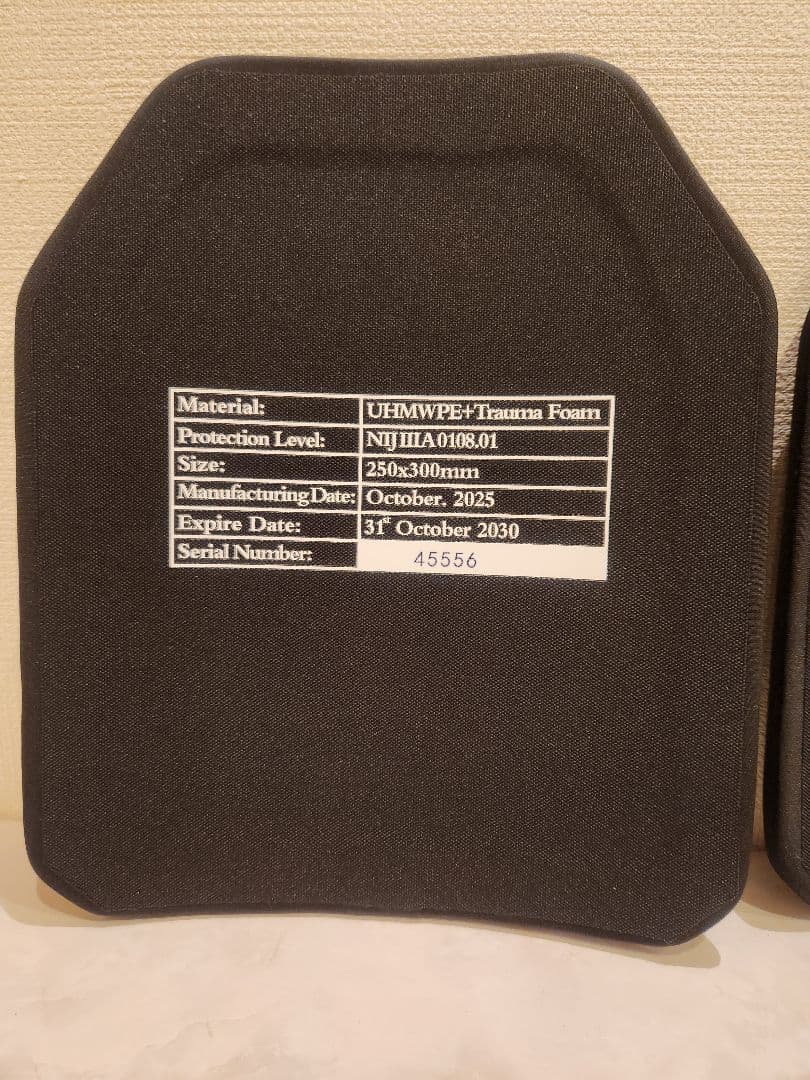 Material: UHMWPE+Trauma Foam
Protection Level: NIJ IIIA 0108.01
Size: 250x300mm
Manufacturing Date: October. 2025
Expire Date: 31st October 2030
Serial Number: 45556